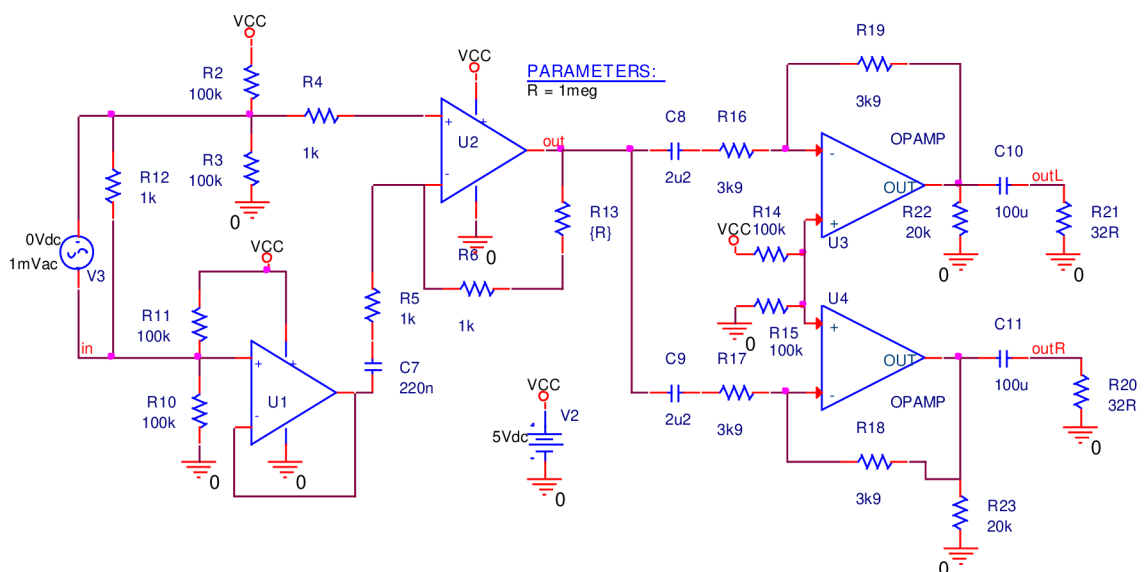 VCC
R2
100k
R4
1k
R3
100k
0
R12
1k
0Vdc
1mVac
V3
in
R11
100k
R10
100k
0
VCC
+
+
-
U1
0
R5
1k
C7
220n
VCC
+
+
-
U2
0
out
R13
{R}
R6
1k
PARAMETERS:
R = 1meg
VCC
V2
5Vdc
0
C8
2u2
R16
3k9
R19
3k9
OPAMP
-
+
OUT
U3
R14
100k
VCC
R15
100k
0
C10
100u
outL
R22
20k
0
R21
32R
0
C9
2u2
R17
3k9
U4
+
-
OUT
OPAMP
R18
3k9
C11
100u
outR
R20
32R
0
R23
20k
0